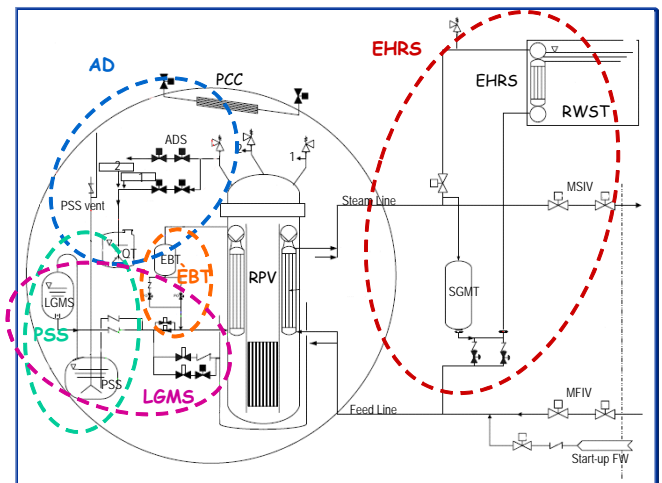 EHRS
AD
PCC
EHRS
RWST
ADS
2
1
1
PSS vent
Steam Line
MSIV
QT
EBT
EBT
RPV
LGMS
SGMT
PSS
PSS
LGMS
Feed Line
MFIV
Start-up FW